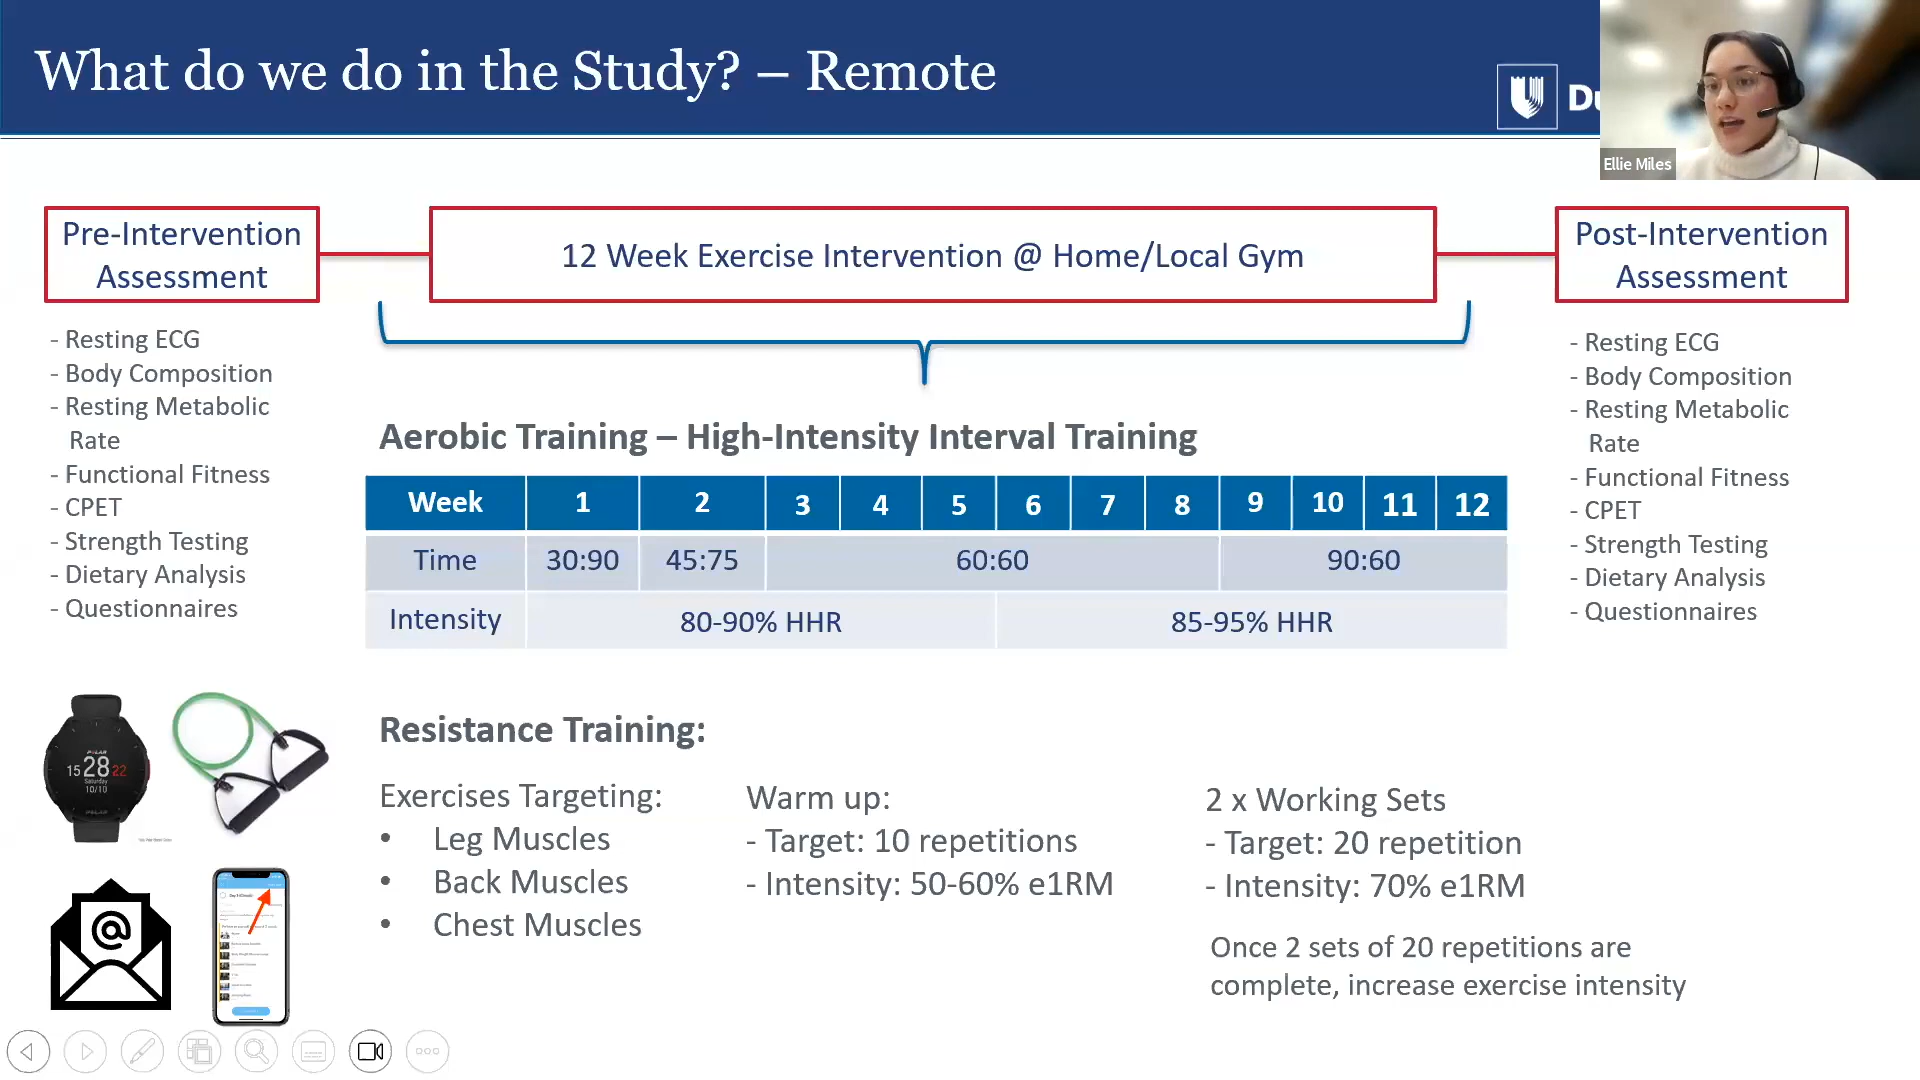 What do we do in the Study? – Remote
Du
Ellie Miles
Pre-Intervention
Assessment
12 Week Exercise Intervention @ Home/Local Gym
Post-Intervention
Assessment
- Resting ECG
- Body Composition
- Resting Metabolic
Rate
- Functional Fitness
- CPET
- Strength Testing
- Dietary Analysis
- Questionnaires
- Resting ECG
- Body Composition
- Resting Metabolic
Rate
- Functional Fitness
- CPET
- Strength Testing
- Dietary Analysis
- Questionnaires
Aerobic Training – High-Intensity Interval Training
Week 1 2 3 4 5 6 7 8 9 10 11 12
Time 30:90 45:75 60:60 90:60
Intensity 80-90% HHR 85-95% HHR
POLAR
15 28 22
Saturday
10/10
POLAR
@
Resistance Training:
Exercises Targeting:
• Leg Muscles
• Back Muscles
• Chest Muscles
Warm up:
- Target: 10 repetitions
- Intensity: 50-60% e1RM
2 x Working Sets
- Target: 20 repetition
- Intensity: 70% e1RM
Once 2 sets of 20 repetitions are
complete, increase exercise intensity